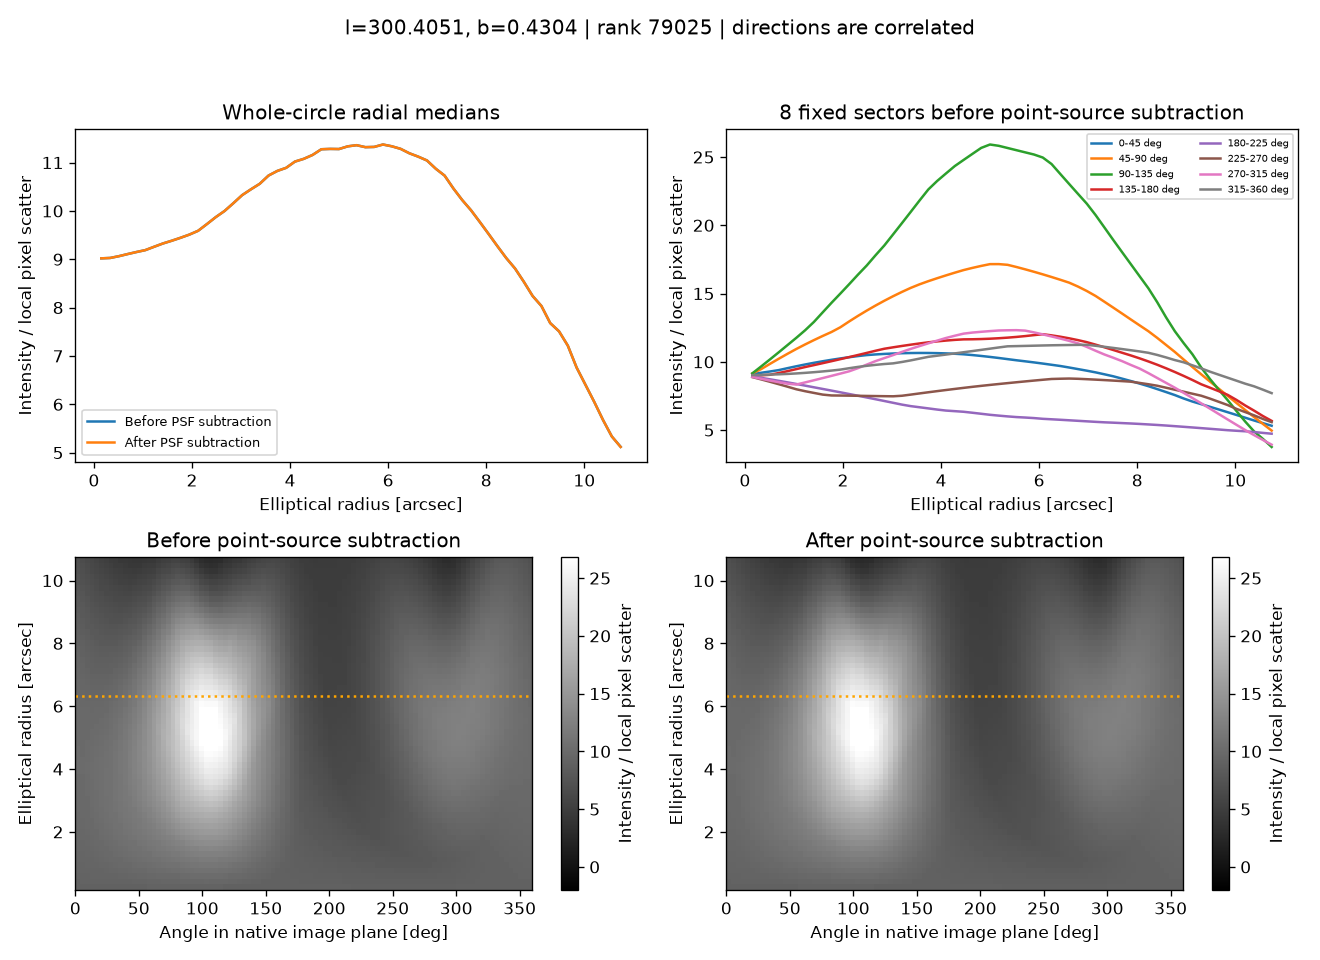 l=300.4051, b=0.4304 | rank 79025 | directions are correlated
Whole-circle radial medians
Intensity / local pixel scatter
11
10
9
8
7
6
5
Before PSF subtraction
After PSF subtraction
0 2 4 6 8 10
Elliptical radius [arcsec]
8 fixed sectors before point-source subtraction
Intensity / local pixel scatter
25
20
15
10
5
0-45 deg
45-90 deg
90-135 deg
135-180 deg
180-225 deg
225-270 deg
270-315 deg
315-360 deg
0 2 4 6 8 10
Elliptical radius [arcsec]
Before point-source subtraction
Elliptical radius [arcsec]
10
8
6
4
2
0 50 100 150 200 250 300 350
Angle in native image plane [deg]
25
20
15
10
5
0
Intensity / local pixel scatter
After point-source subtraction
Elliptical radius [arcsec]
10
8
6
4
2
0 50 100 150 200 250 300 350
Angle in native image plane [deg]
25
20
15
10
5
0
Intensity / local pixel scatter